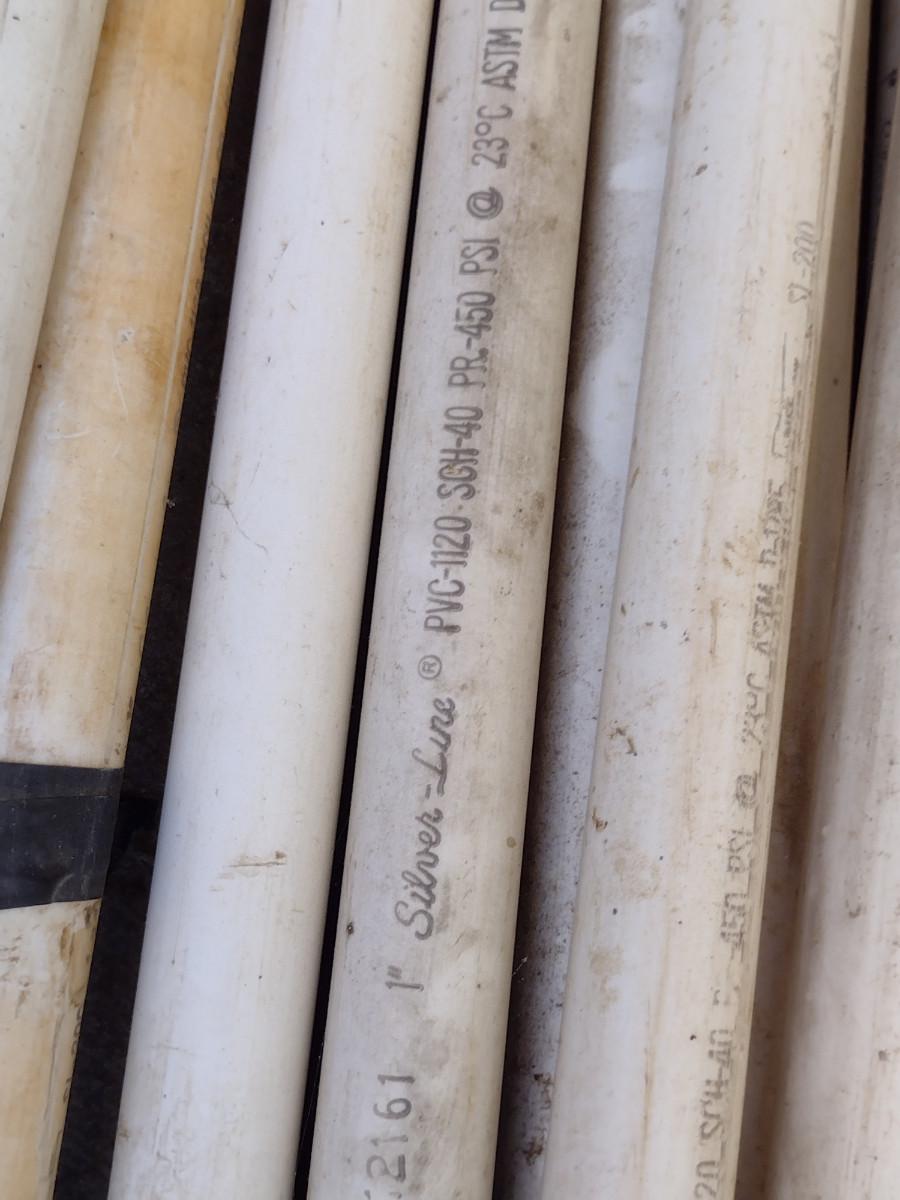 2161 1" Silver-Line ® PVC-1120 SCH-40 PR-450 PSI @ 23°C ASTM D
20 SCH-40 450 PSI @ 23°C ASTM D-1785